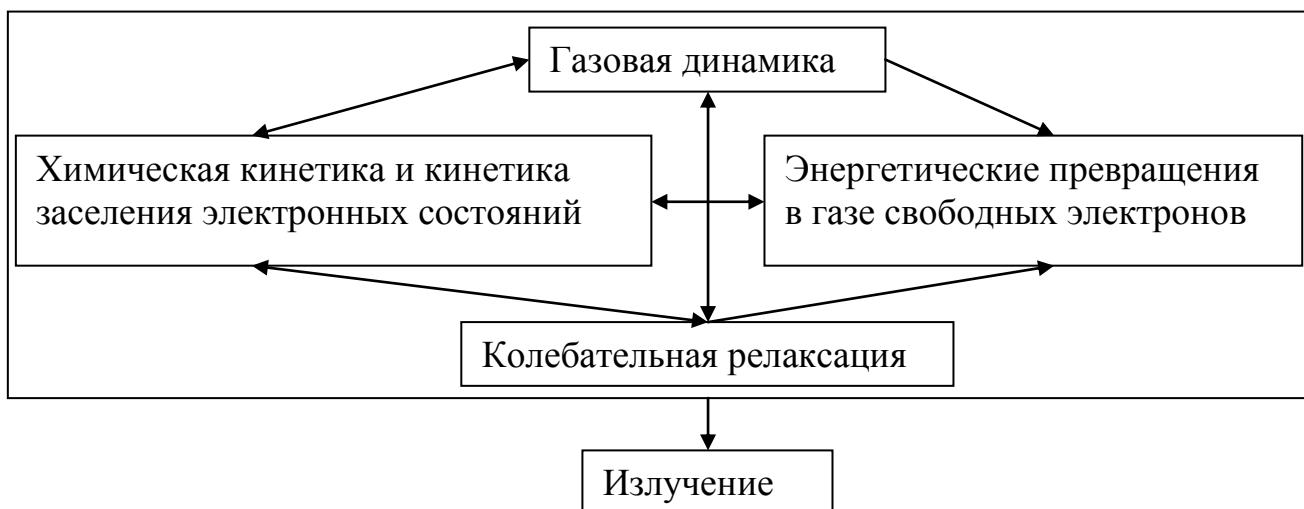 Газовая динамика
Химическая кинетика и кинетика
заселения электронных состояний
Энергетические превращения
в газе свободных электронов
Колебательная релаксация
Излучение